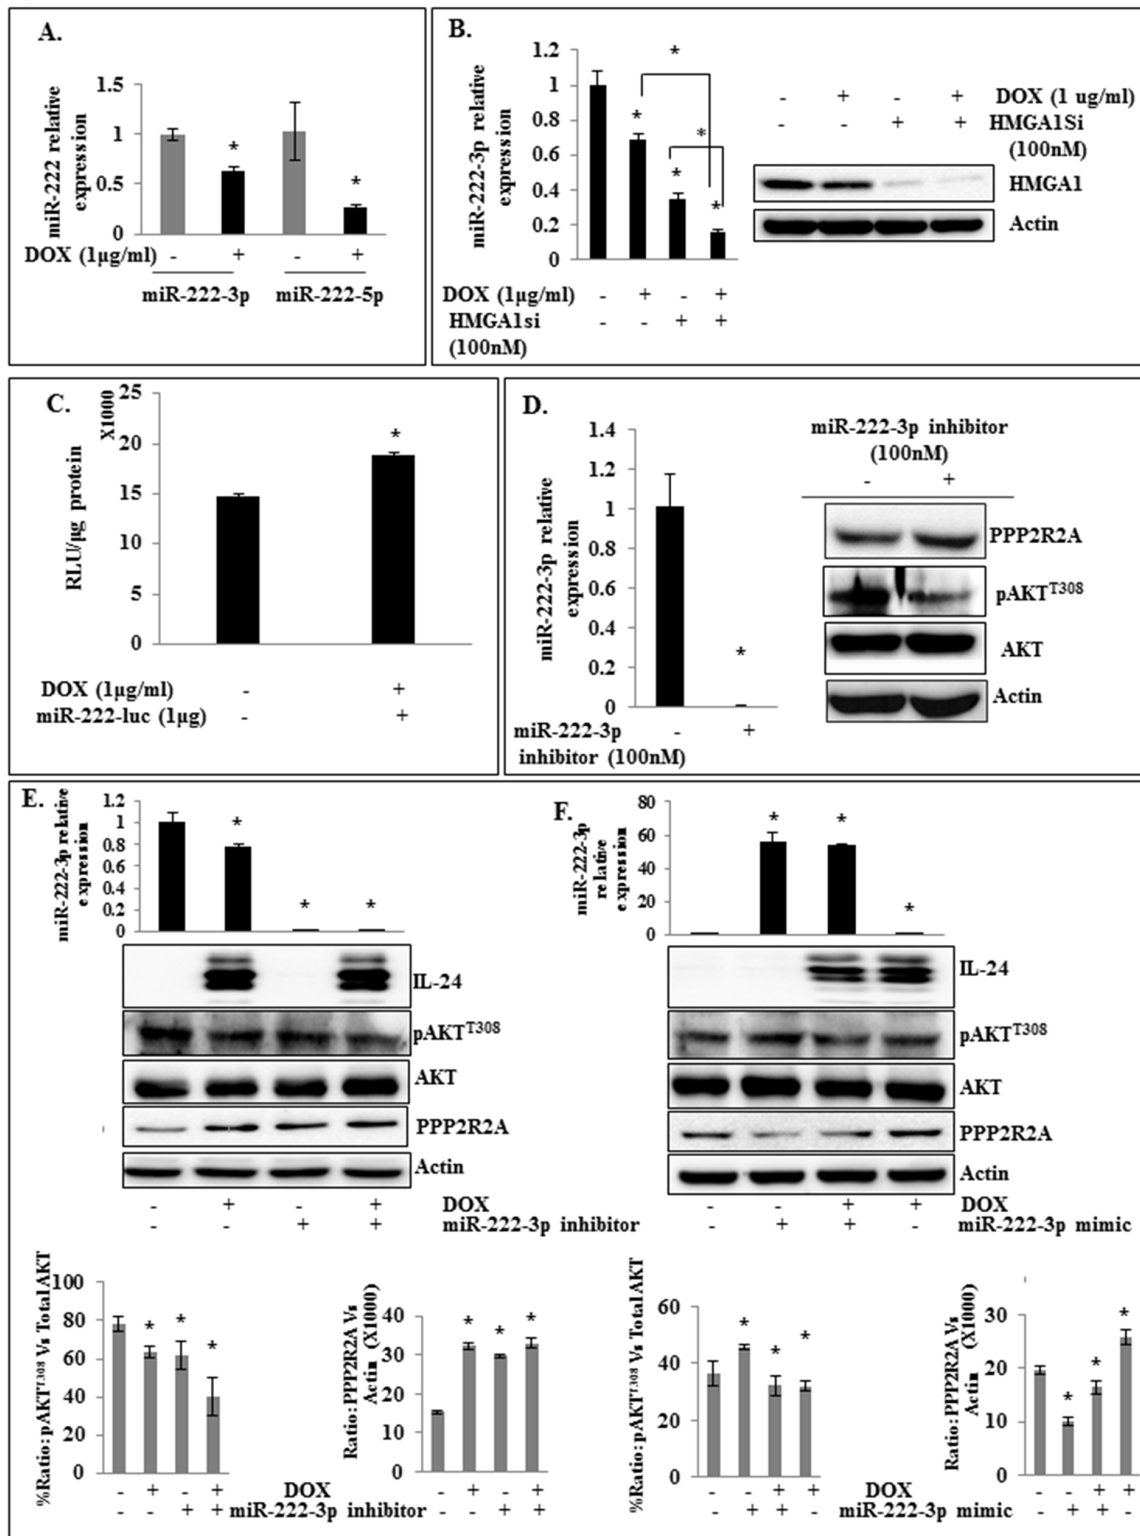 A.
miR-222 relative
expression
1.5
1
0.5
0
*
*
DOX (1µg/ml) - + - +
miR-222-3p miR-222-5p
B.
miR-222-3p relative
expression
1.2
1
0.8
0.6
0.4
0.2
0
*
*
*
*
*
DOX (1µg/ml) - + - +
HMGA1si - - + +
(100nM)
- + - + DOX (1 ug/ml)
- - + + HMGA1Si
(100nM)
HMGA1
Actin
C.
RLU/µg protein
X1000
25
20
15
10
5
0
*
DOX (1µg/ml) - +
miR-222-luc (1µg) - +
D.
miR-222-3p relative
expression
1.4
1.2
1
0.8
0.6
0.4
0.2
0
*
miR-222-3p - +
inhibitor (100nM)
miR-222-3p inhibitor
(100nM)
- +
PPP2R2A
pAKT^T308
AKT
Actin
E.
miR-222-3p relative
expression
1.2
1
0.8
0.6
0.4
0.2
0
*
*
*
IL-24
pAKT^T308
AKT
PPP2R2A
Actin
- + - + DOX
- - + + miR-222-3p inhibitor
%Ratio: pAKT^T308 Vs Total AKT
100
80
60
40
20
0
*
*
*
Ratio: PPP2R2A Vs
Actin (X1000)
40
30
20
10
0
*
*
*
- + - + DOX - + - +
- - + + miR-222-3p inhibitor - - + +
F.
miR-222-3p
relative
expression
80
60
40
20
0
*
*
*
IL-24
pAKT^T308
AKT
PPP2R2A
Actin
- - + + DOX
- + + - miR-222-3p mimic
%Ratio: pAKT^T308 Vs Total AKT
60
40
20
0
*
*
*
Ratio: PPP2R2A Vs
Actin (X1000)
30
20
10
0
*
*
*
- - + + DOX - - + +
- + + - miR-222-3p mimic - + + -